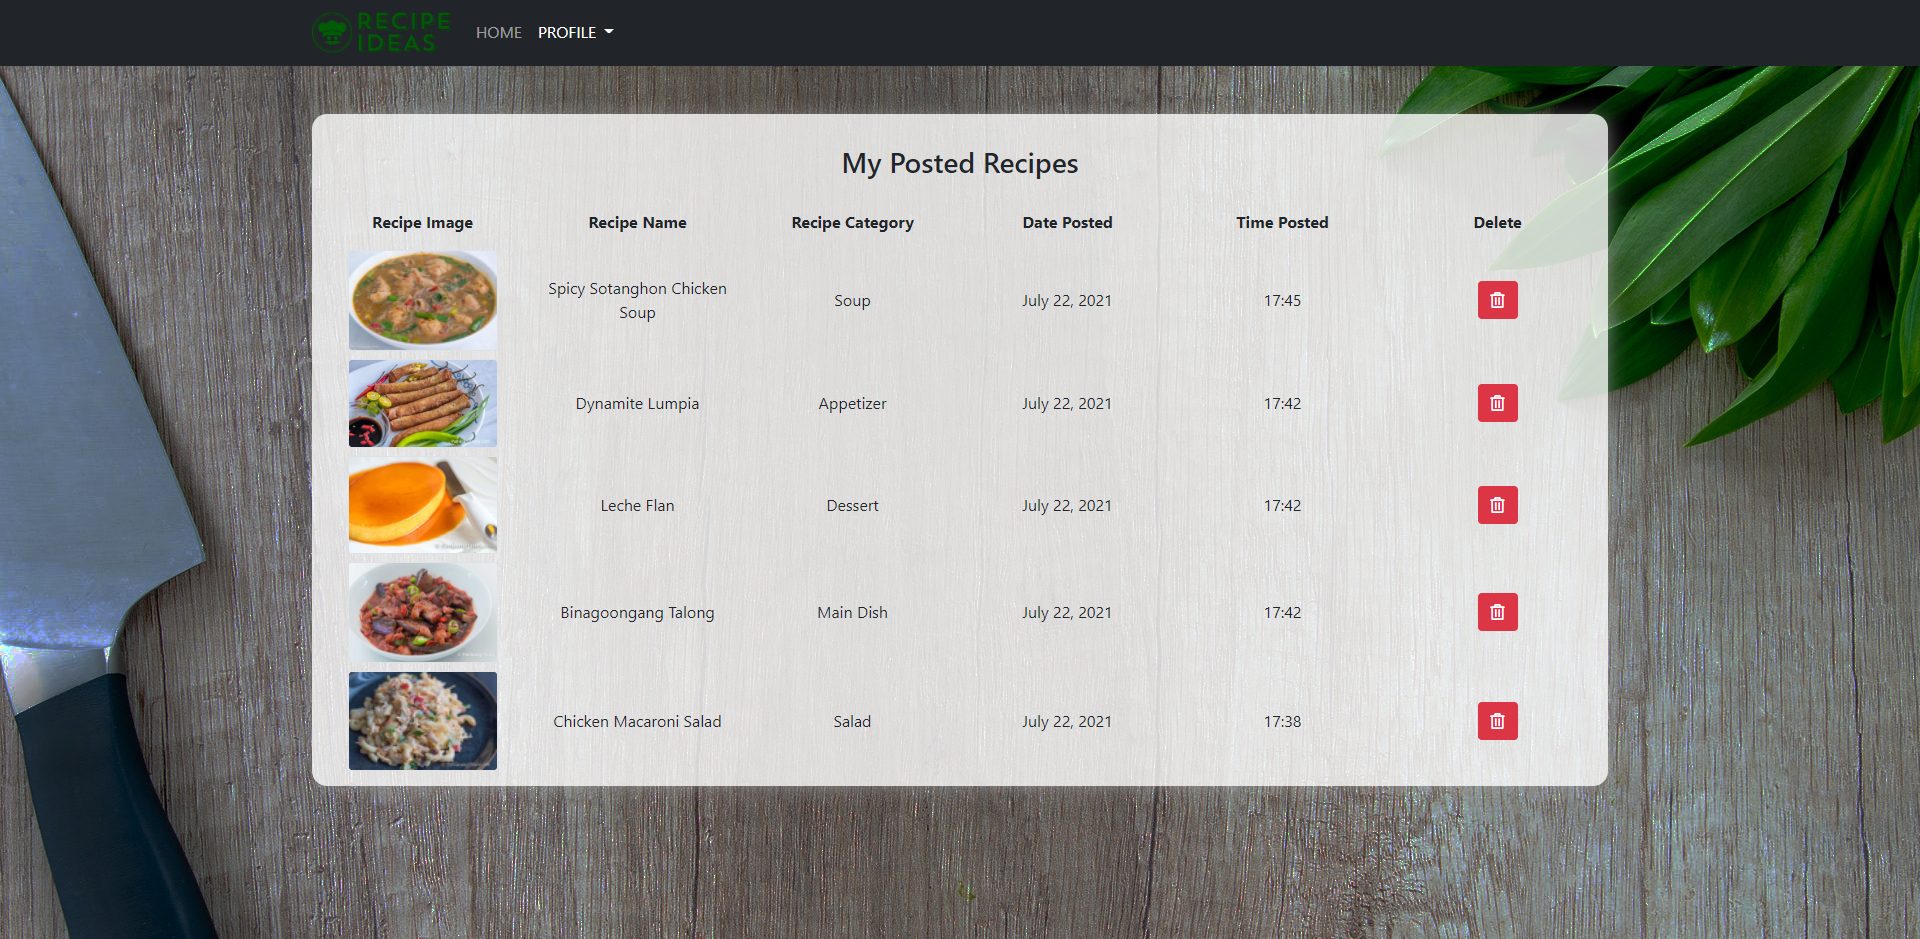 RECIPE
IDEAS
HOME PROFILE
My Posted Recipes
Recipe Image Recipe Name Recipe Category Date Posted Time Posted Delete
Spicy Sotanghon Chicken
Soup
Soup July 22, 2021 17:45
Dynamite Lumpia Appetizer July 22, 2021 17:42
Leche Flan Dessert July 22, 2021 17:42
Binagoongang Talong Main Dish July 22, 2021 17:42
Chicken Macaroni Salad Salad July 22, 2021 17:38